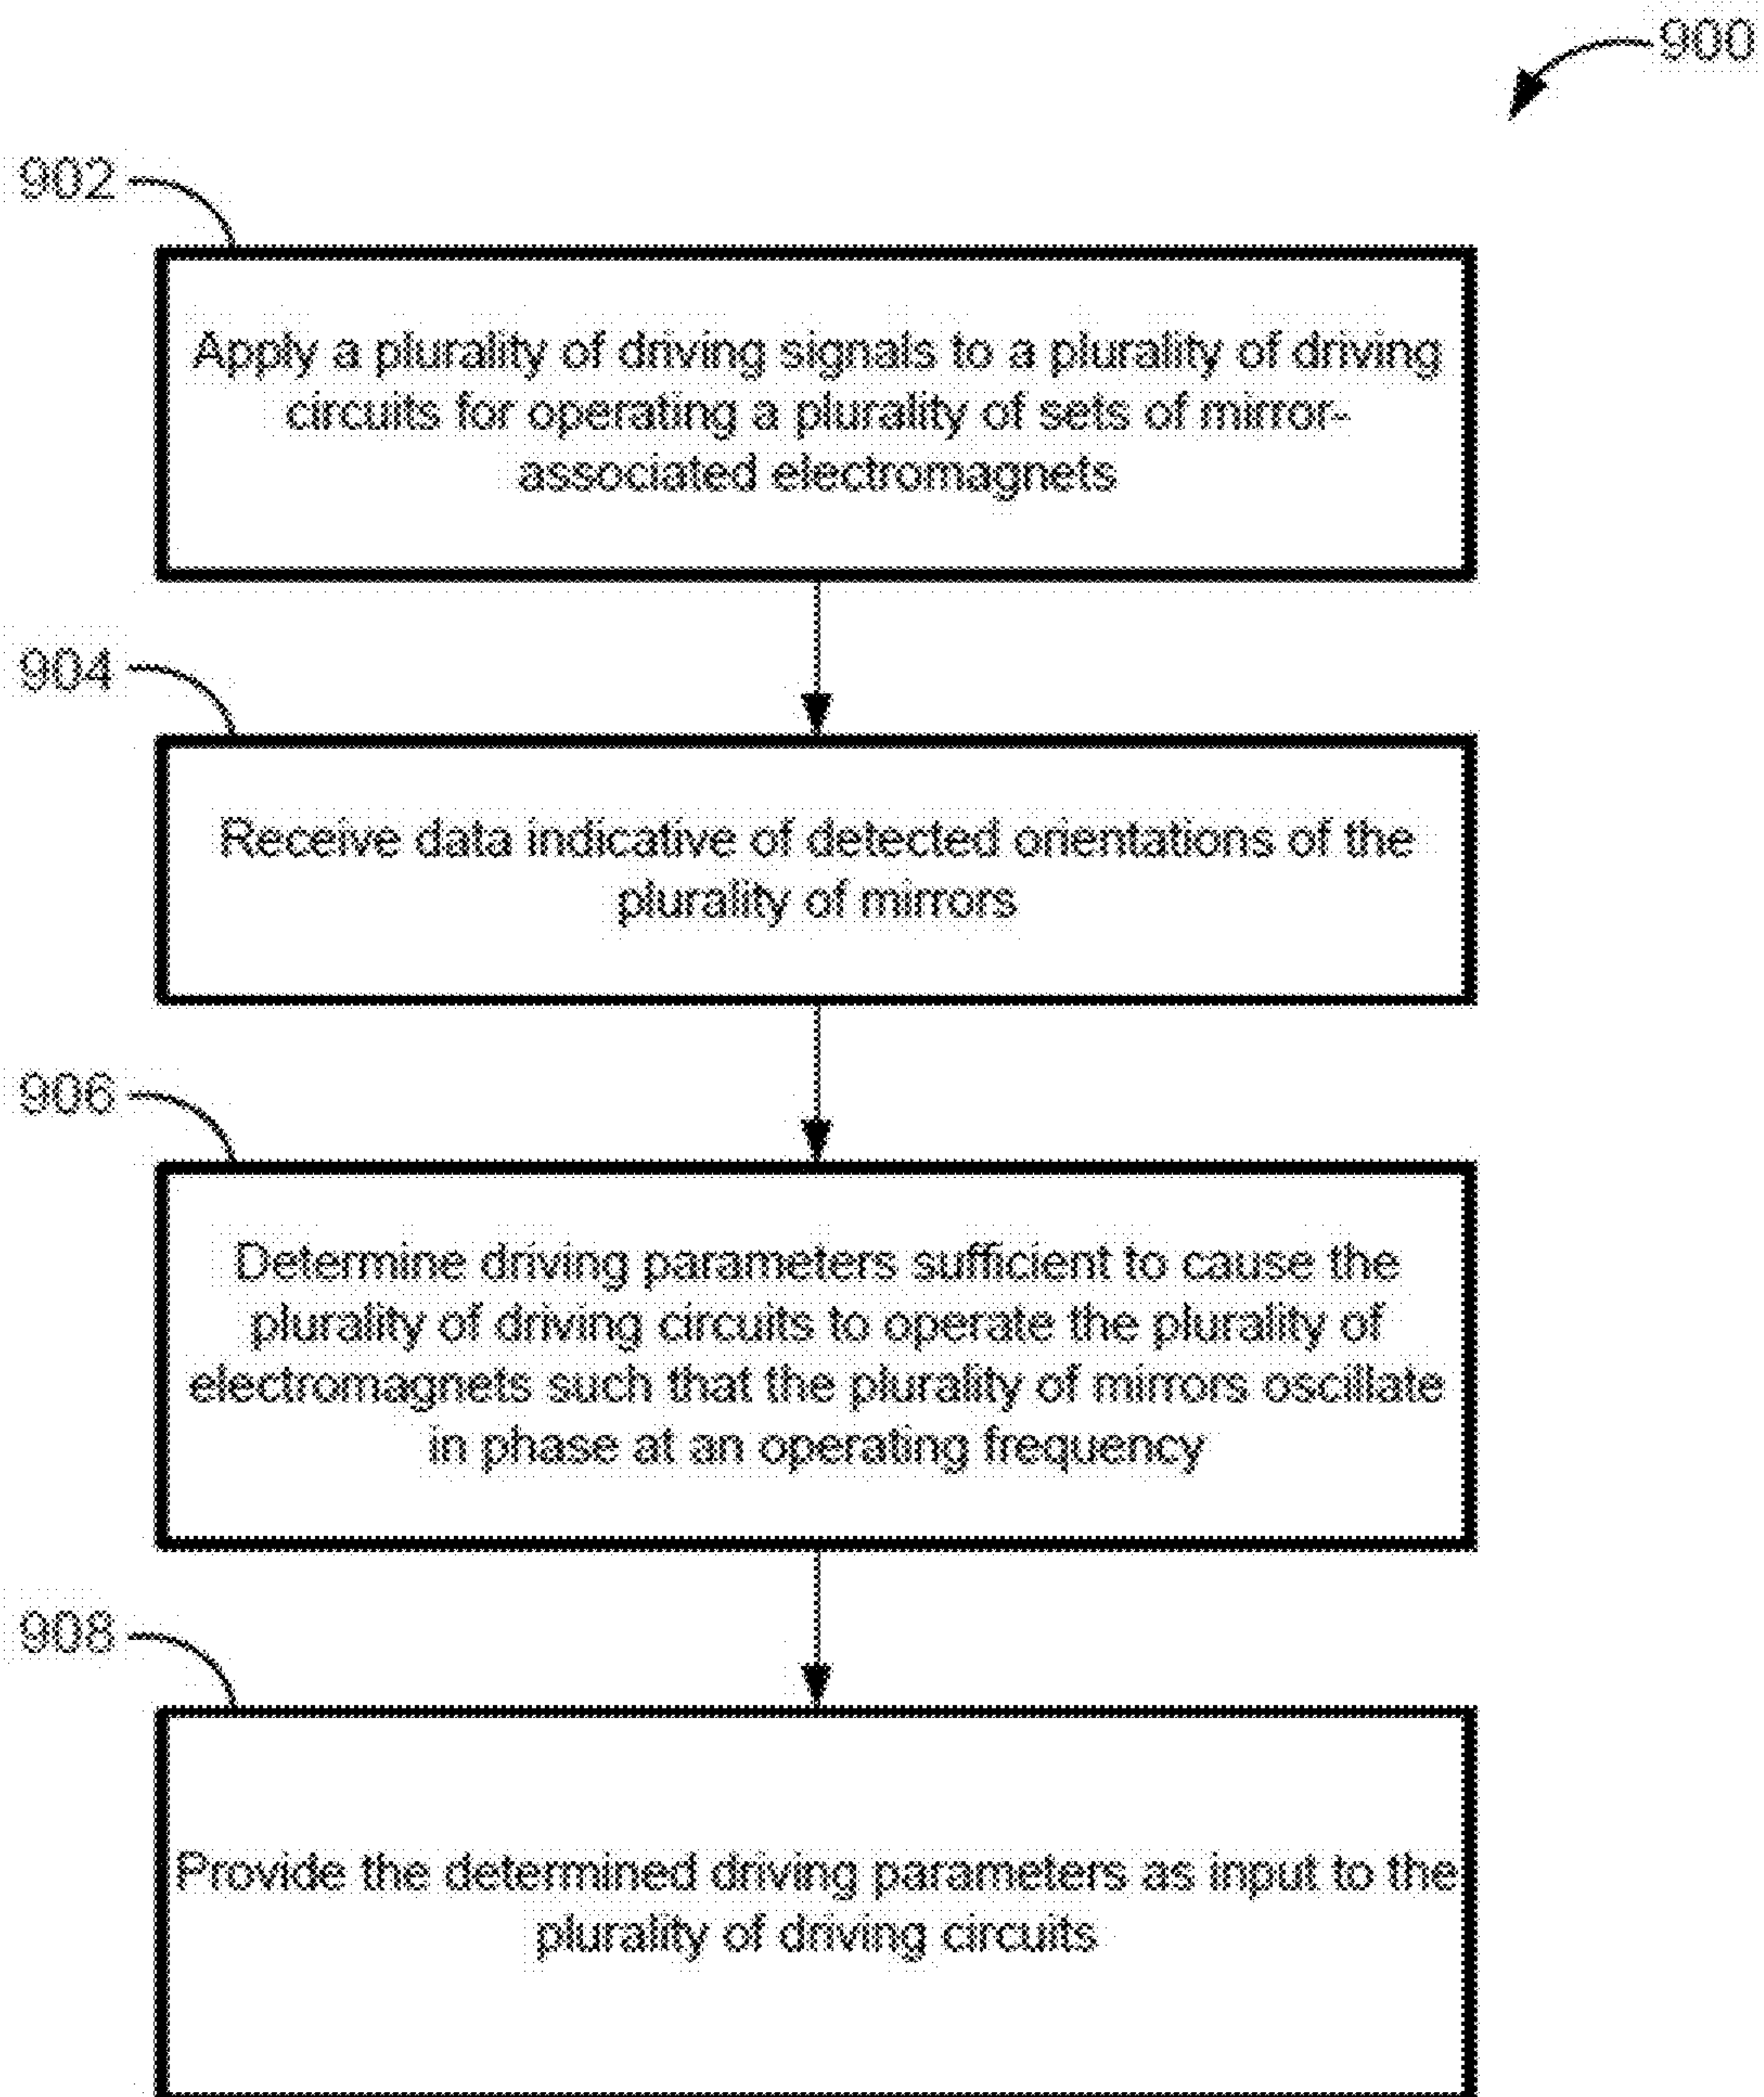 900
902
Apply a plurality of driving signals to a plurality of driving
circuits for operating a plurality of sets of mirror-
associated electromagnets
904
Receive data indicative of detected orientations of the
plurality of mirrors
906
Determine driving parameters sufficient to cause the
plurality of driving circuits to operate the plurality of
electromagnets such that the plurality of mirrors oscillate
in phase at an operating frequency
908
Provide the determined driving parameters as input to the
plurality of driving circuits